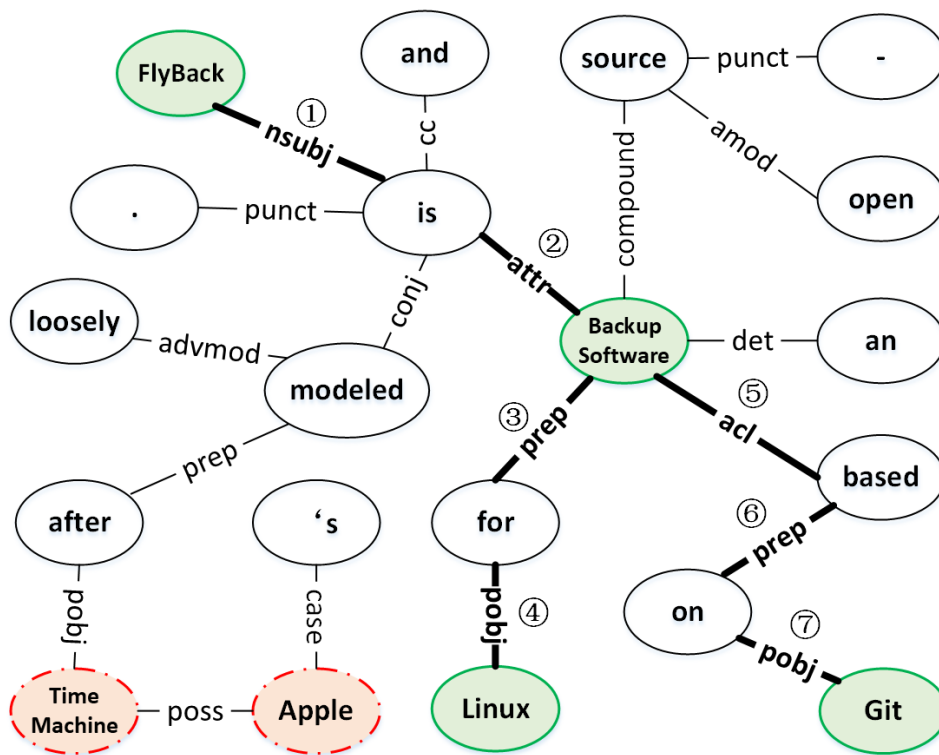 and
source
punct
-
FlyBack
①
nsubj
cc
amod
compound
open
.
punct
is
②
attr
conj
loosely
advmod
Backup
Software
det
an
modeled
③
prep
⑤
acl
prep
based
after
‘s
for
⑥
prep
on
pobj
case
pobj
④
⑦
pobj
Time
Machine
poss
Apple
Linux
Git